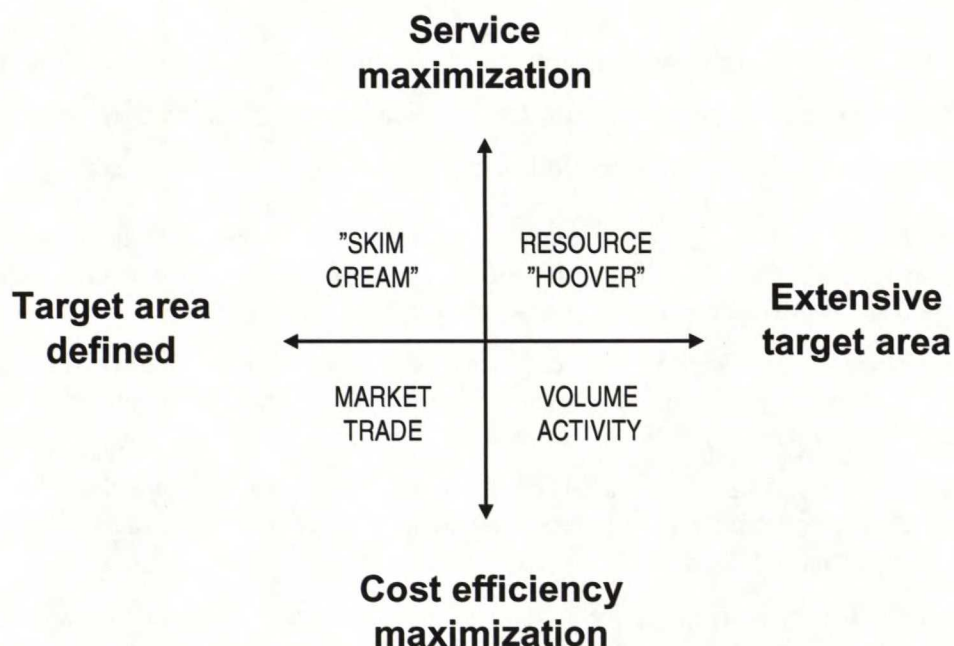 Service
maximization
”SKIM
CREAM”
RESOURCE
”HOOVER”
Target area
defined
Extensive
target area
MARKET
TRADE
VOLUME
ACTIVITY
Cost efficiency
maximization